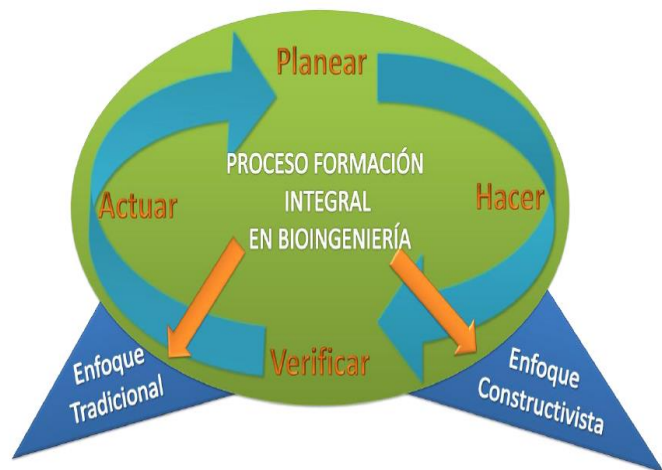 Planear
PROCESO FORMACIÓN
INTEGRAL
EN BIOINGENIERÍA
Actuar
Hacer
Verificar
Enfoque
Tradicional
Enfoque
Constructivista